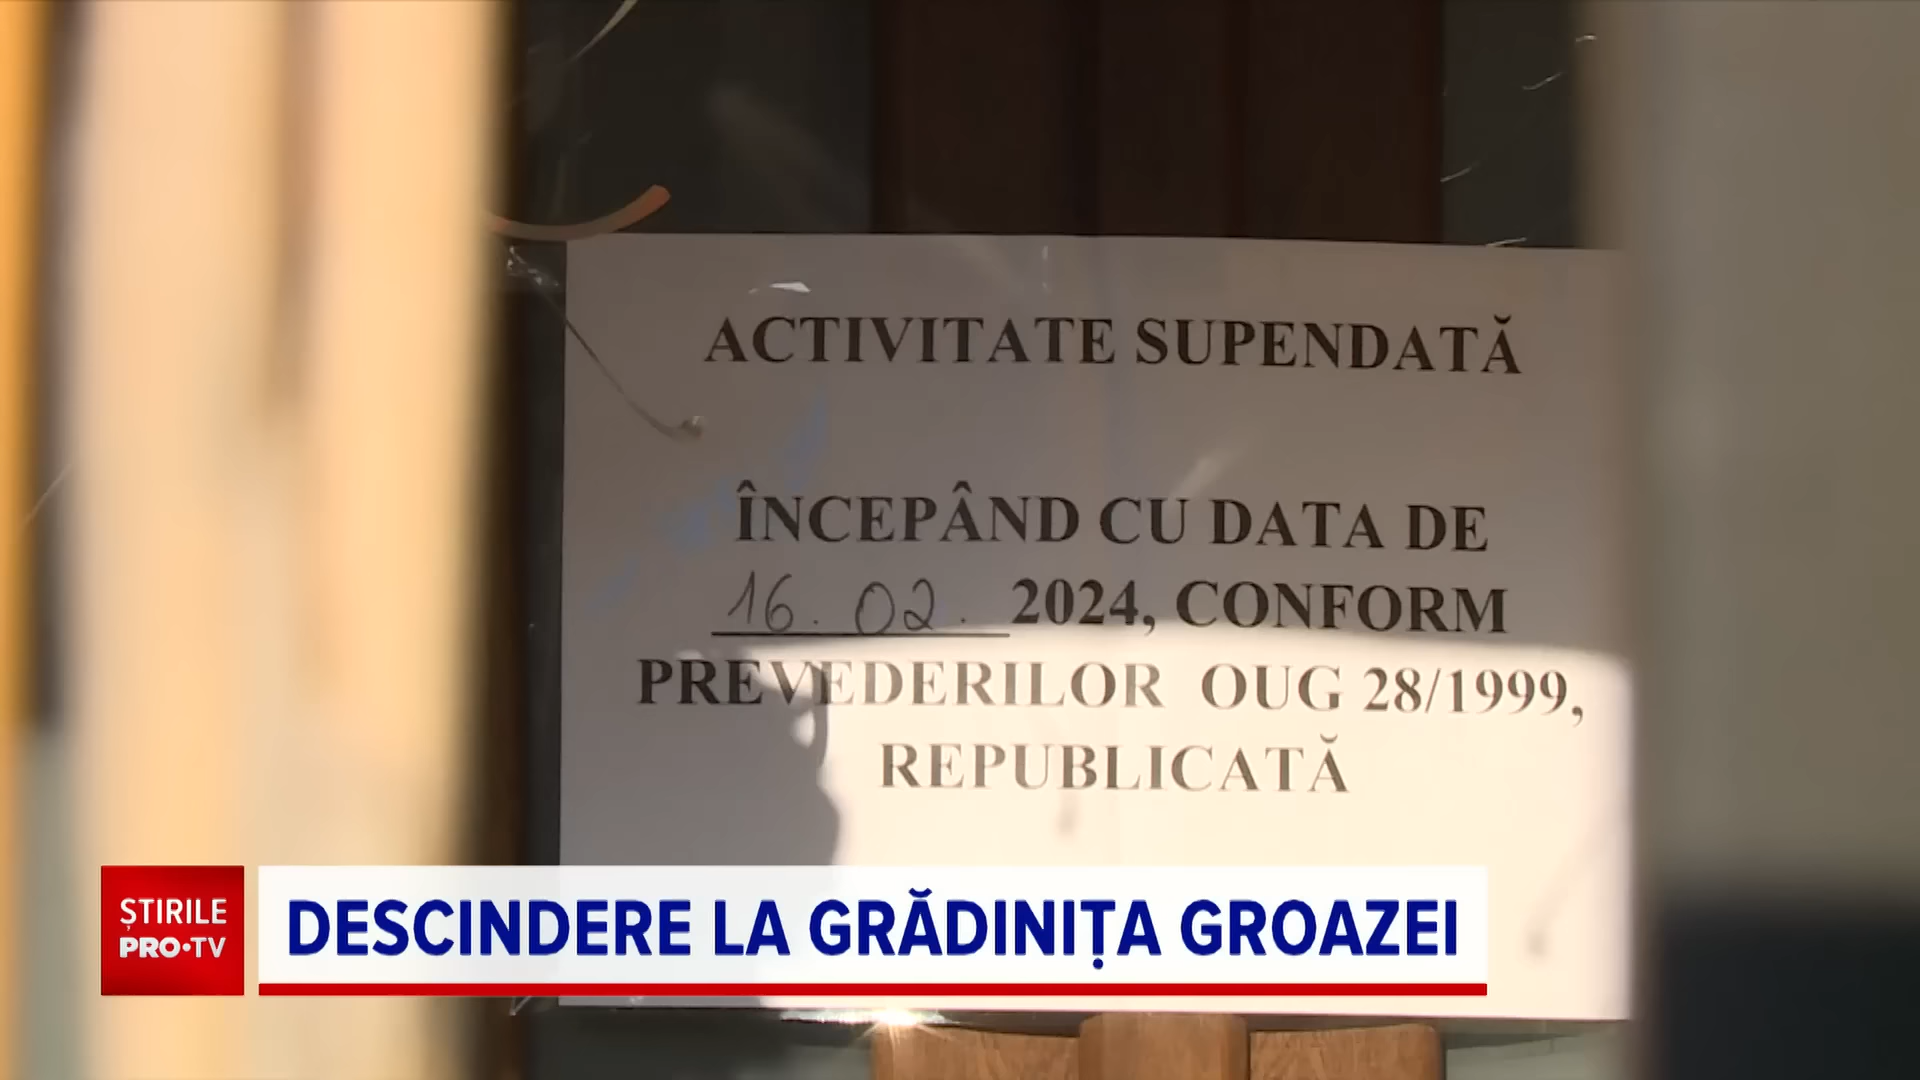 ACTIVITATE SUPENDATĂ
ÎNCEPÂND CU DATA DE
16.02. 2024, CONFORM
PREVEDERILOR OUG 28/1999,
REPUBLICATĂ
ȘTIRILE
PRO•TV
DESCINDERE LA GRĂDINIȚA GROAZEI